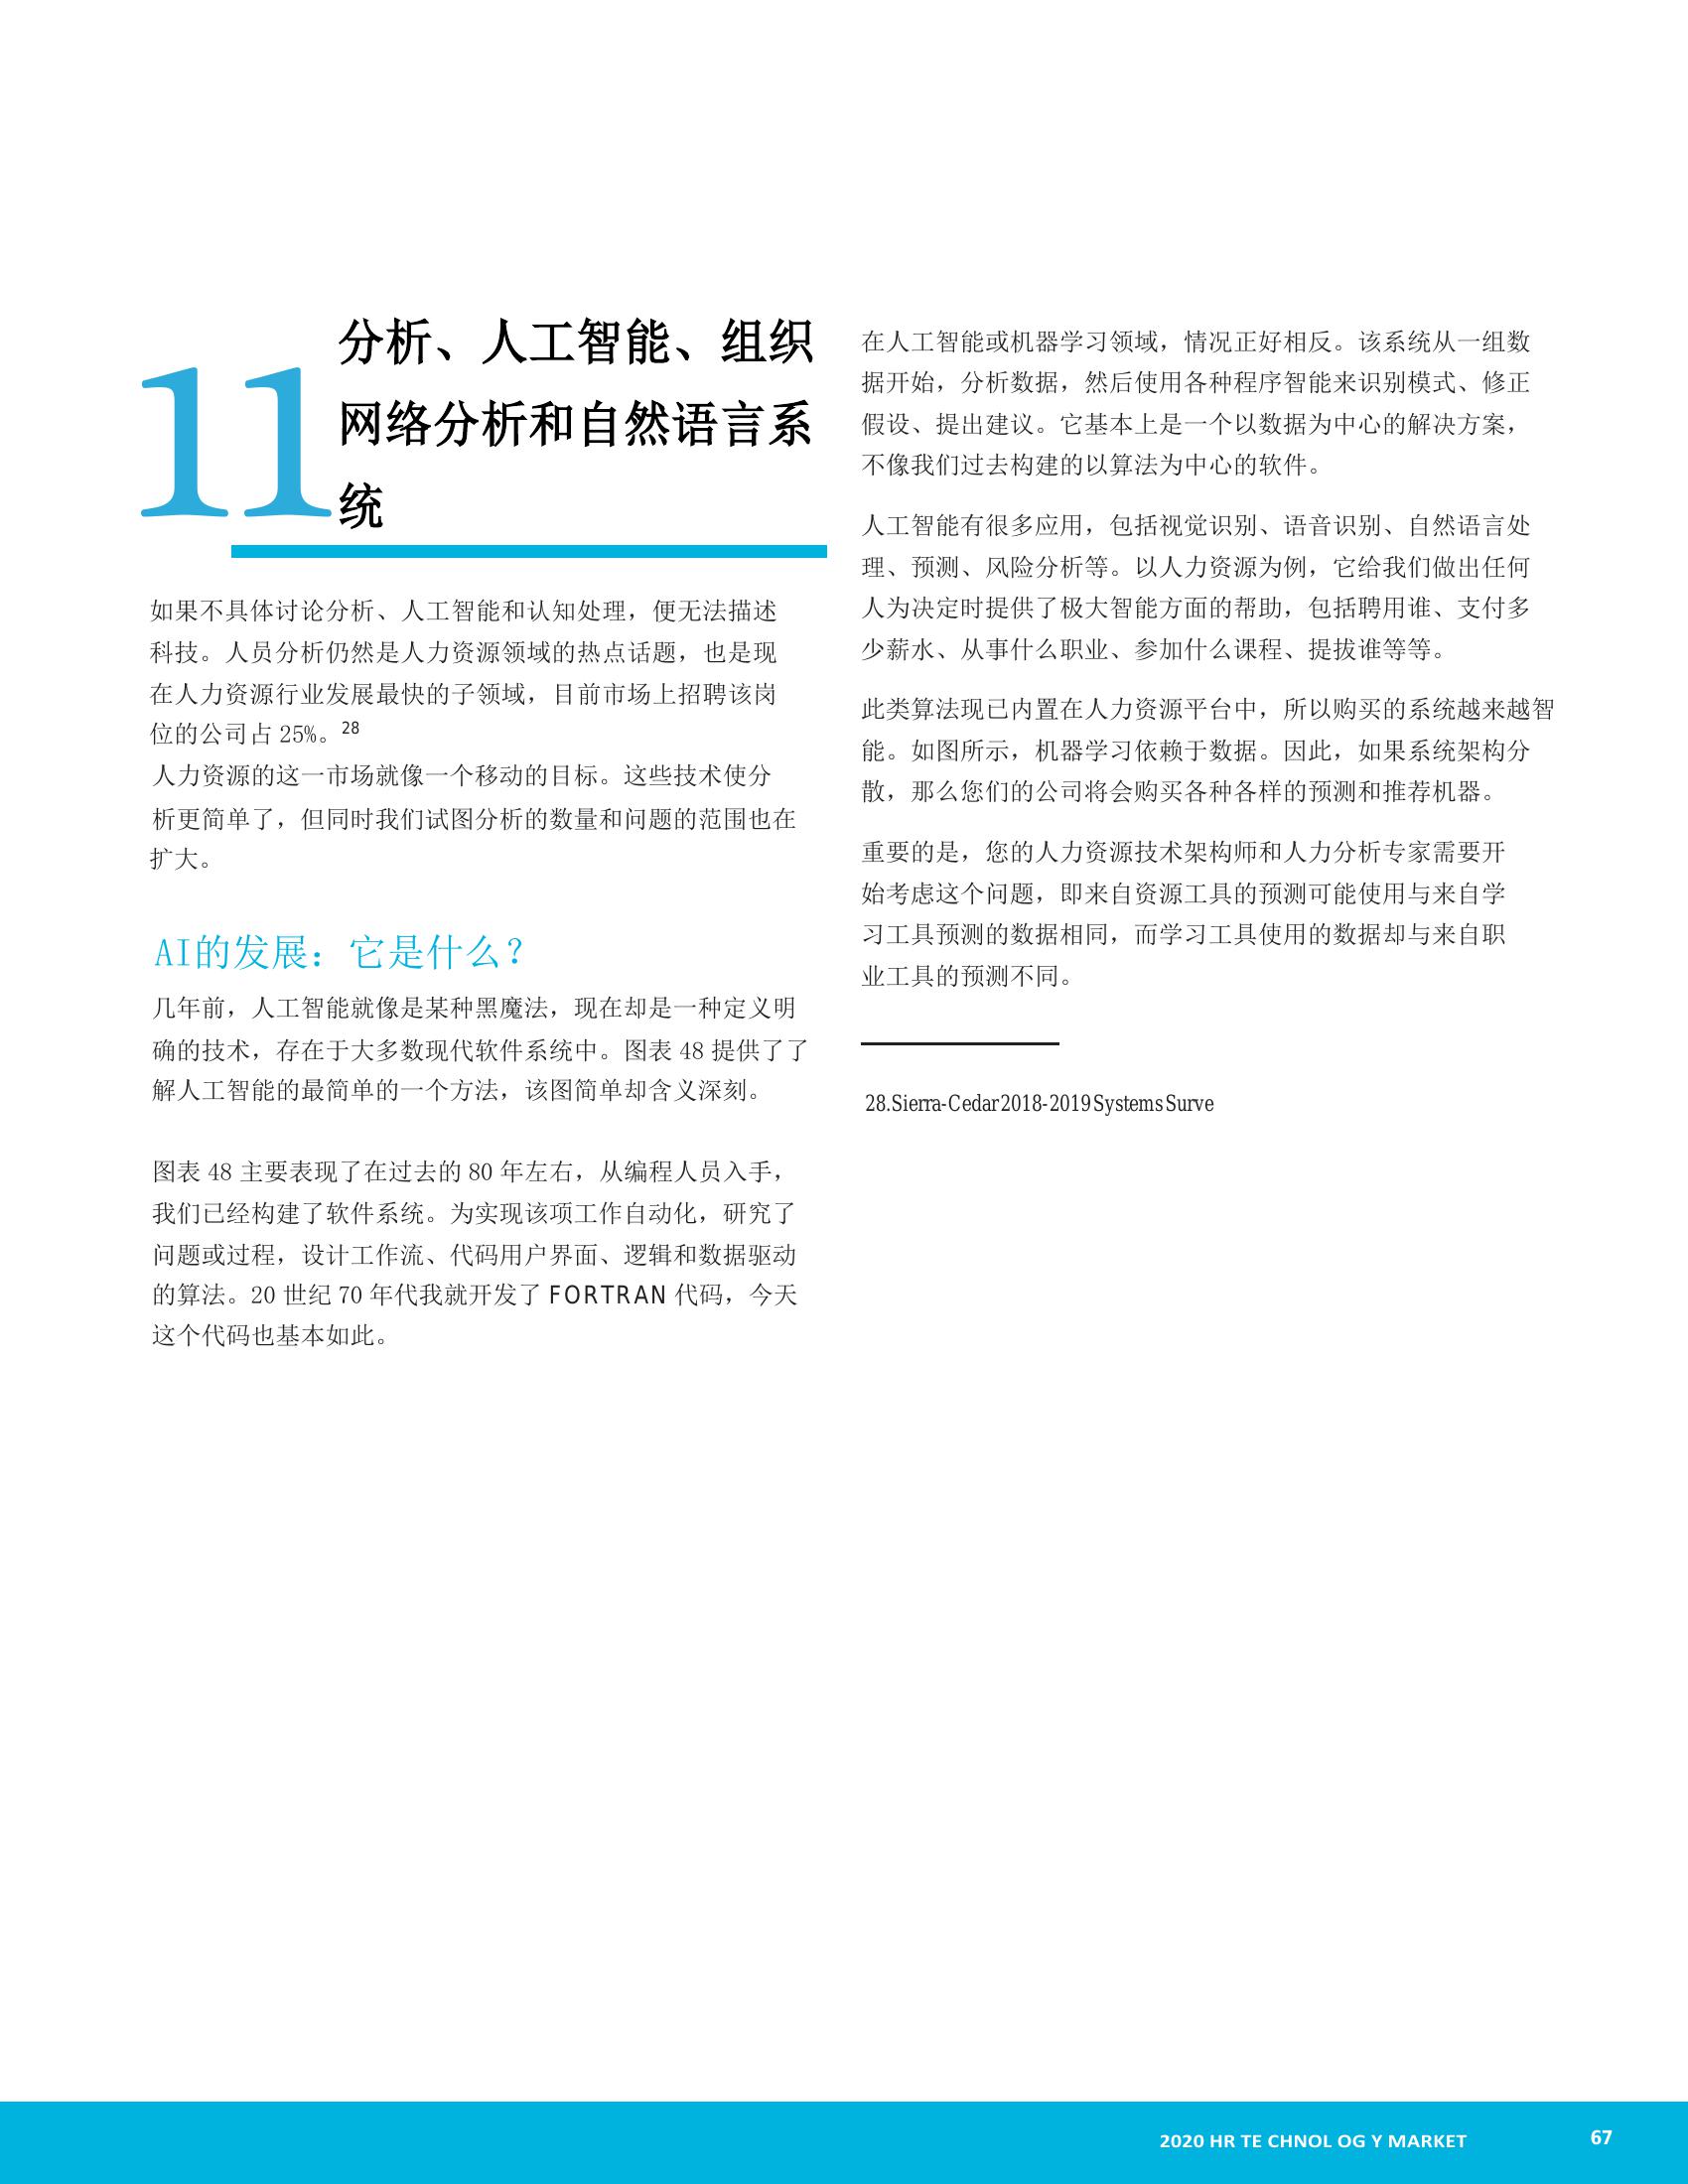 11
分析、人工智能、组织
网络分析和自然语言系
统
如果不具体讨论分析、人工智能和认知处理，便无法描述
科技。人员分析仍然是人力资源领域的热点话题，也是现
在人力资源行业发展最快的子领域，目前市场上招聘该岗
位的公司占 25%。28
人力资源的这一市场就像一个移动的目标。这些技术使分
析更简单了，但同时我们试图分析的数量和问题的范围也在
扩大。
AI的发展：它是什么？
几年前，人工智能就像是某种黑魔法，现在却是一种定义明
确的技术，存在于大多数现代软件系统中。图表 48 提供了了
解人工智能的最简单的一个方法，该图简单却含义深刻。
图表 48 主要表现了在过去的 80 年左右，从编程人员入手，
我们已经构建了软件系统。为实现该项工作自动化，研究了
问题或过程，设计工作流、代码用户界面、逻辑和数据驱动
的算法。20 世纪 70 年代我就开发了 FORTRAN 代码，今天
这个代码也基本如此。
在人工智能或机器学习领域，情况正好相反。该系统从一组数
据开始，分析数据，然后使用各种程序智能来识别模式、修正
假设、提出建议。它基本上是一个以数据为中心的解决方案，
不像我们过去构建的以算法为中心的软件。
人工智能有很多应用，包括视觉识别、语音识别、自然语言处
理、预测、风险分析等。以人力资源为例，它给我们做出任何
人为决定时提供了极大智能方面的帮助，包括聘用谁、支付多
少薪水、从事什么职业、参加什么课程、提拔谁等等。
此类算法现已内置在人力资源平台中，所以购买的系统越来越智
能。如图所示，机器学习依赖于数据。因此，如果系统架构分
散，那么您们的公司将会购买各种各样的预测和推荐机器。
重要的是，您的人力资源技术架构师和人力分析专家需要开
始考虑这个问题，即来自资源工具的预测可能使用与来自学
习工具预测的数据相同，而学习工具使用的数据却与来自职
业工具的预测不同。
28.Sierra-Cedar 2018-2019 Systems Surve
2020 HR TE CHNOL OG Y MARKET
67